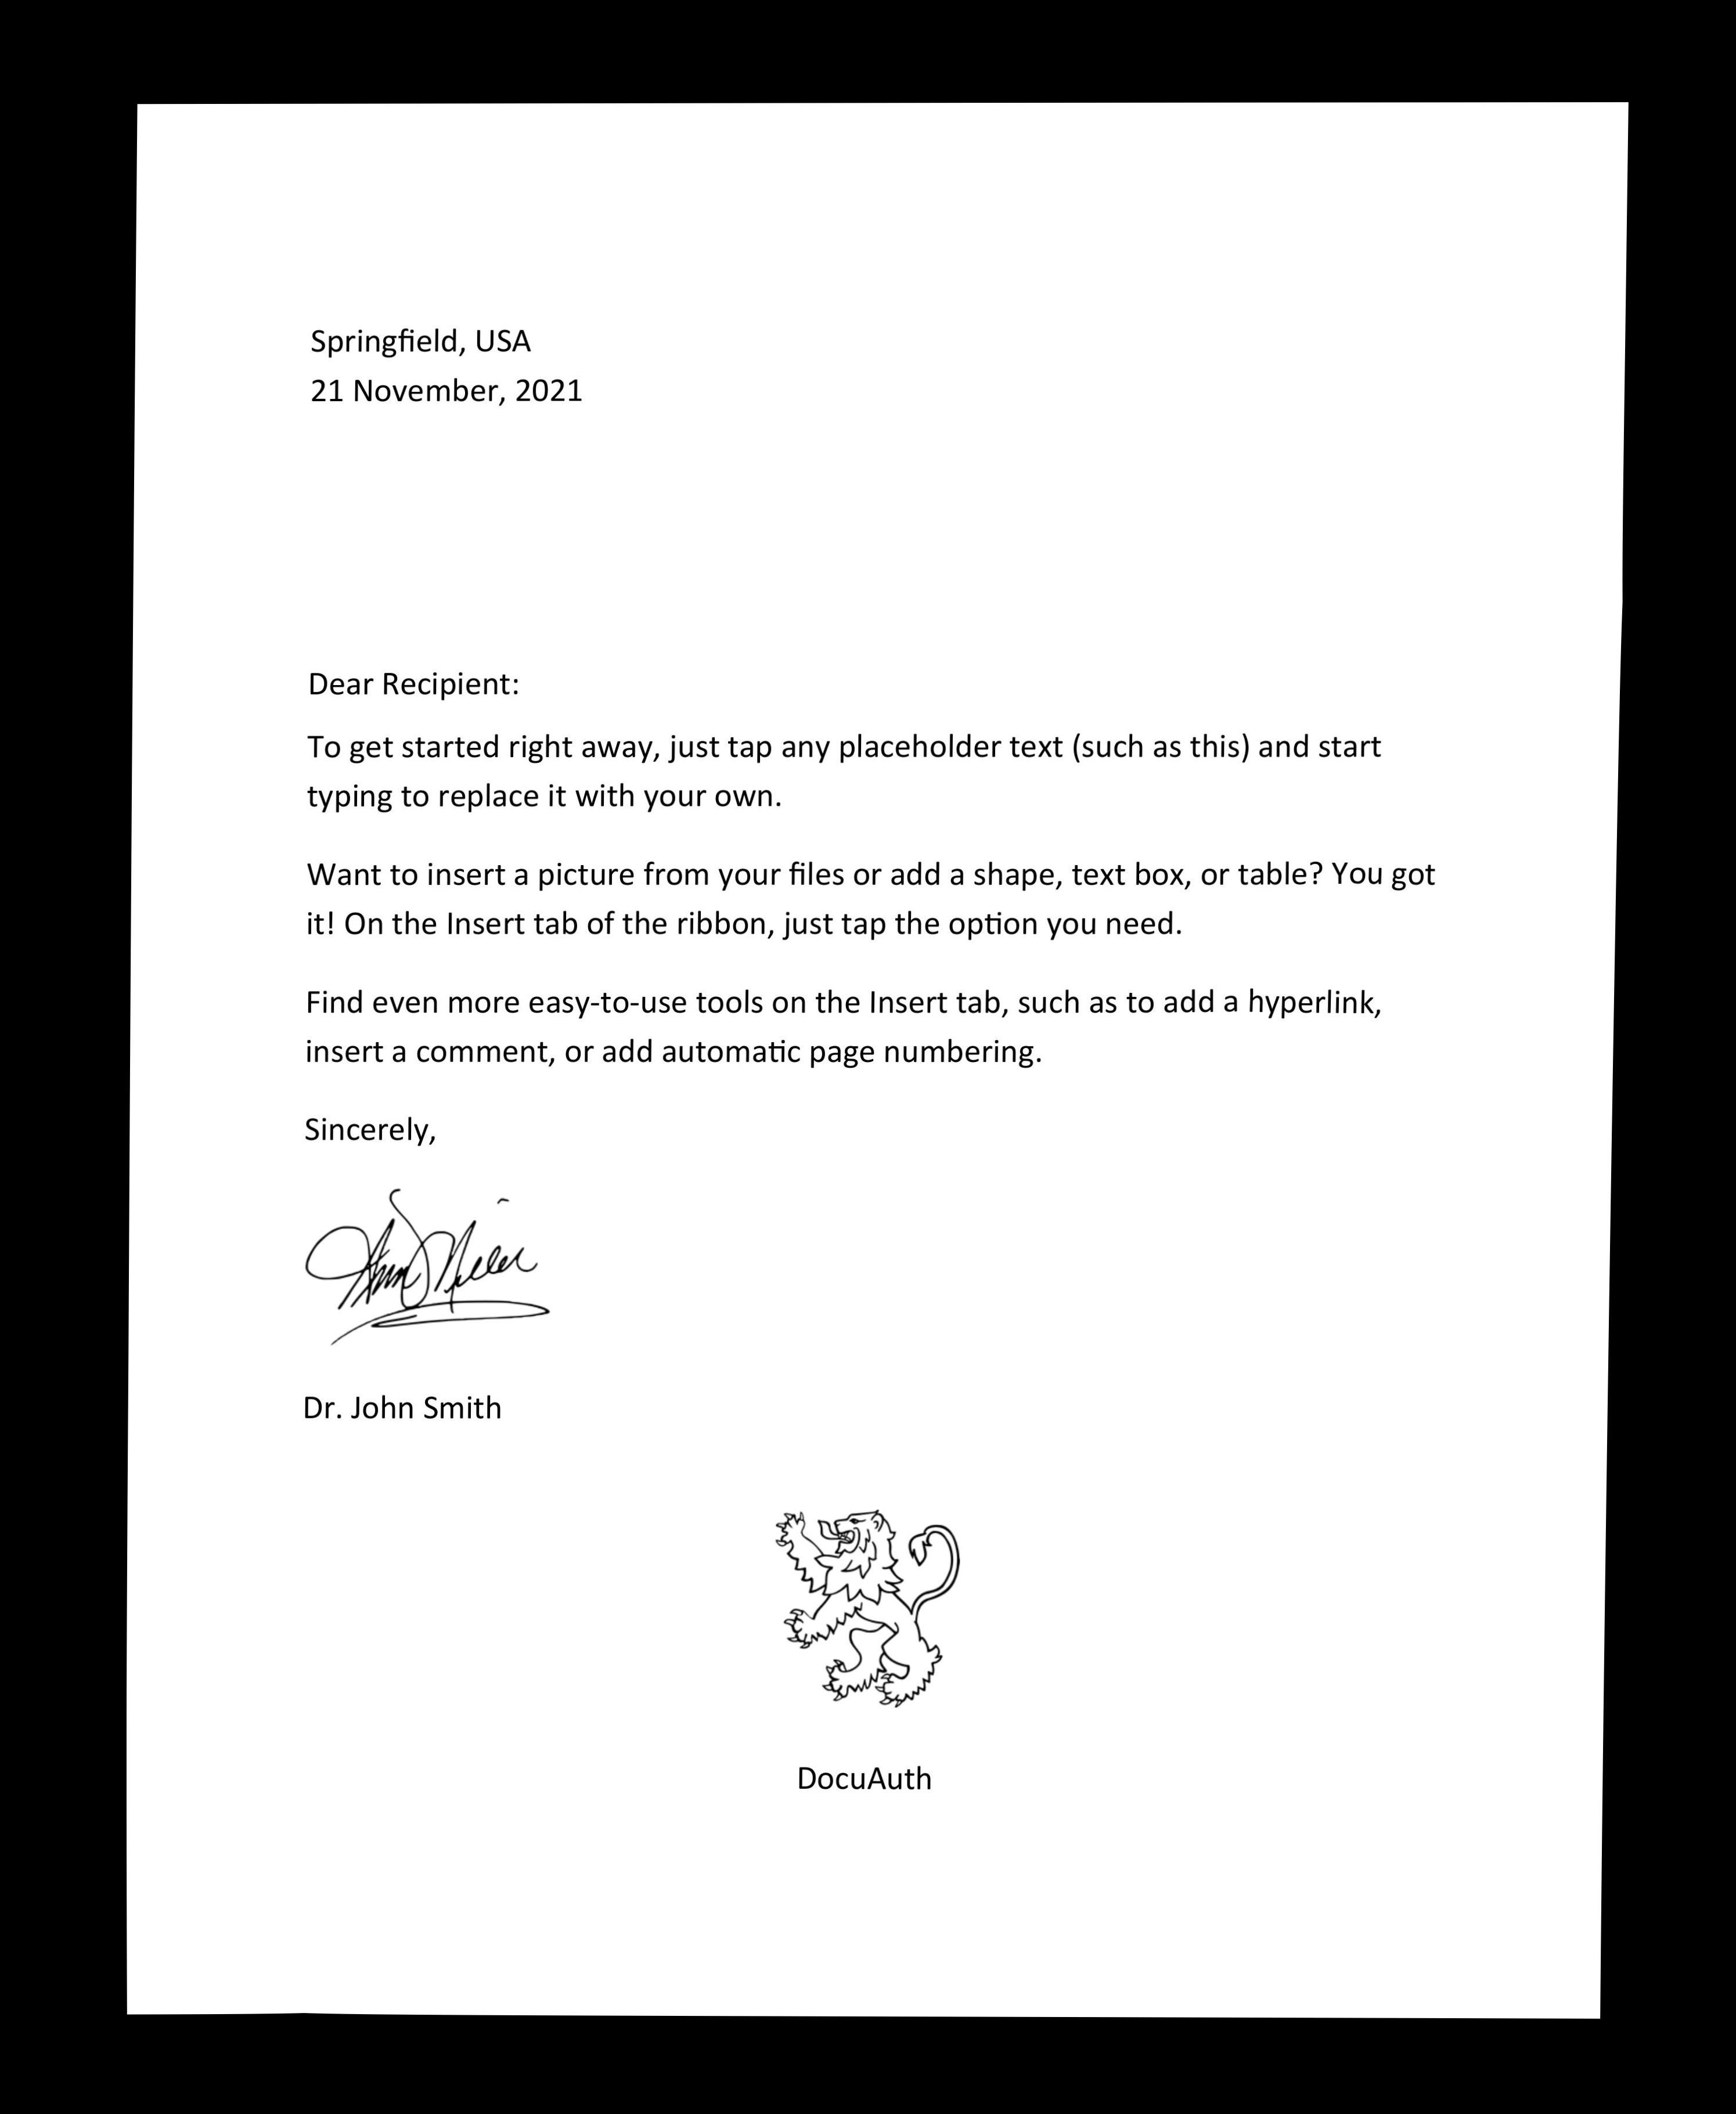 Springfield, USA
21 November, 2021
Dear Recipient:
To get started right away, just tap any placeholder text (such as this) and start
typing to replace it with your own.
Want to insert a picture from your files or add a shape, text box, or table? You got
it! On the Insert tab of the ribbon, just tap the option you need.
Find even more easy-to-use tools on the Insert tab, such as to add a hyperlink,
insert a comment, or add automatic page numbering.
Sincerely,
Dr. John Smith
DocuAuth